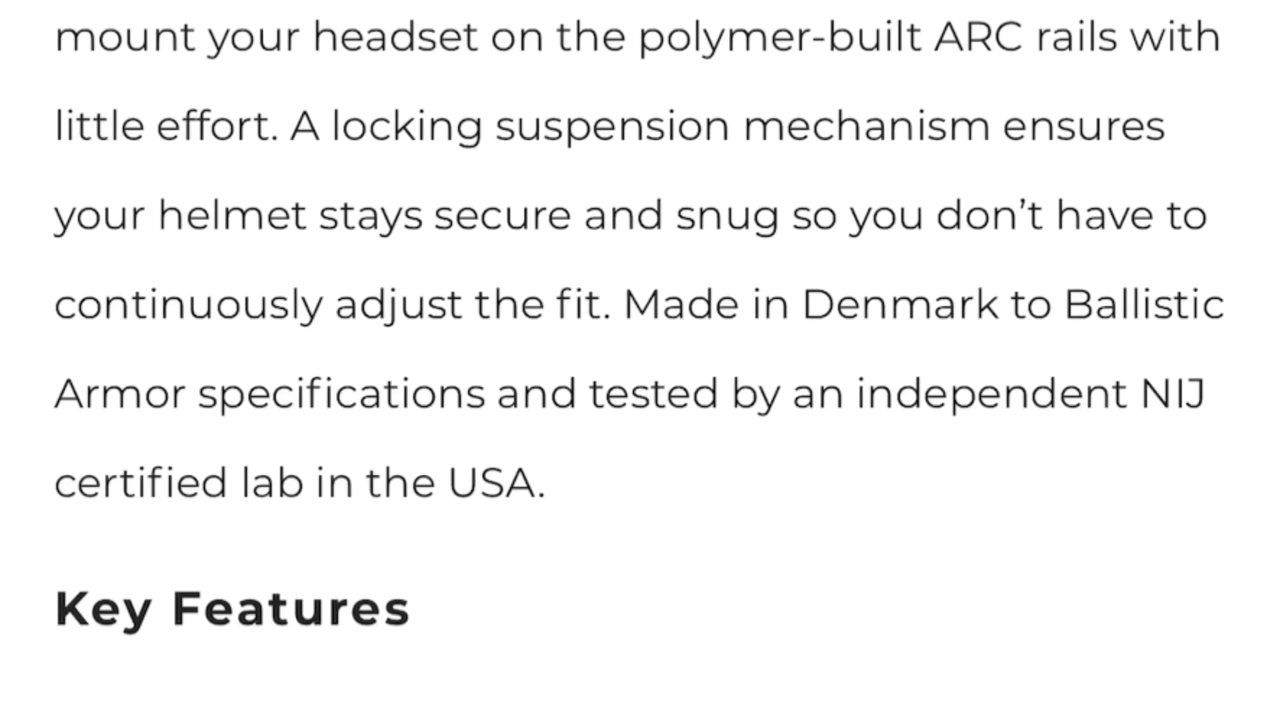 mount your headset on the polymer-built ARC rails with
little effort. A locking suspension mechanism ensures
your helmet stays secure and snug so you don’t have to
continuously adjust the fit. Made in Denmark to Ballistic
Armor specifications and tested by an independent NIJ
certified lab in the USA.
Key Features